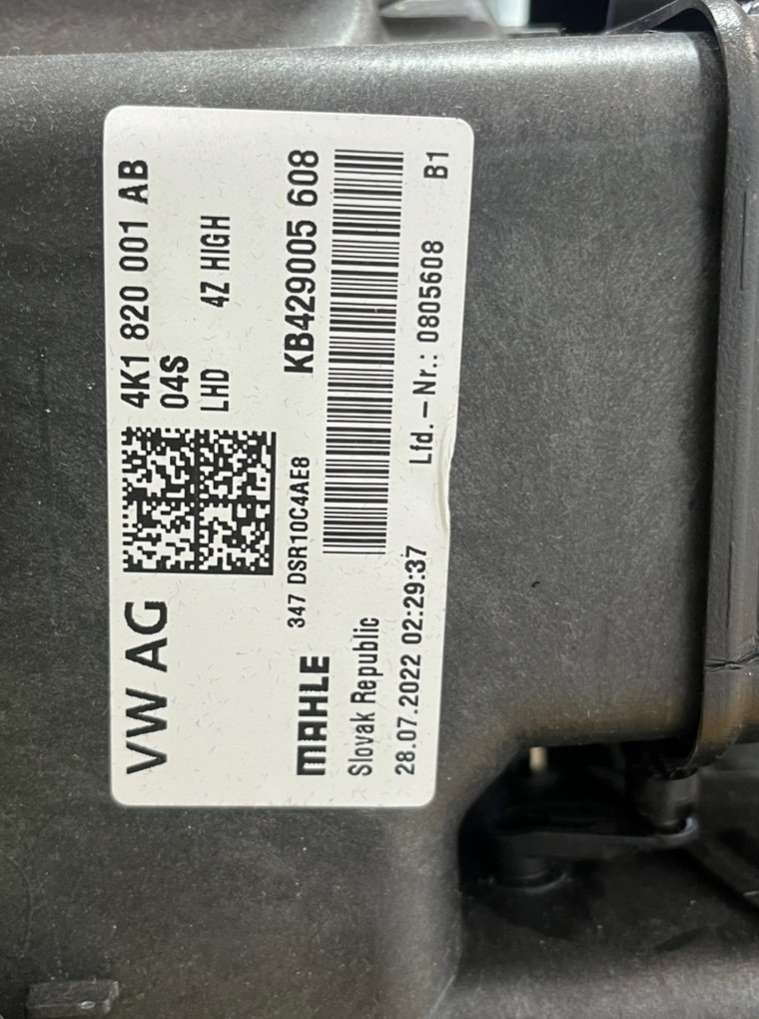 VW AG
4K1 820 001 AB
04S
LHD 4Z HIGH
347 DSR10C4AE8
KB429005 608
MAHLE
Slovak Republic
28.07.2022 02:29:37 Lfd.-Nr.: 0805608 B1